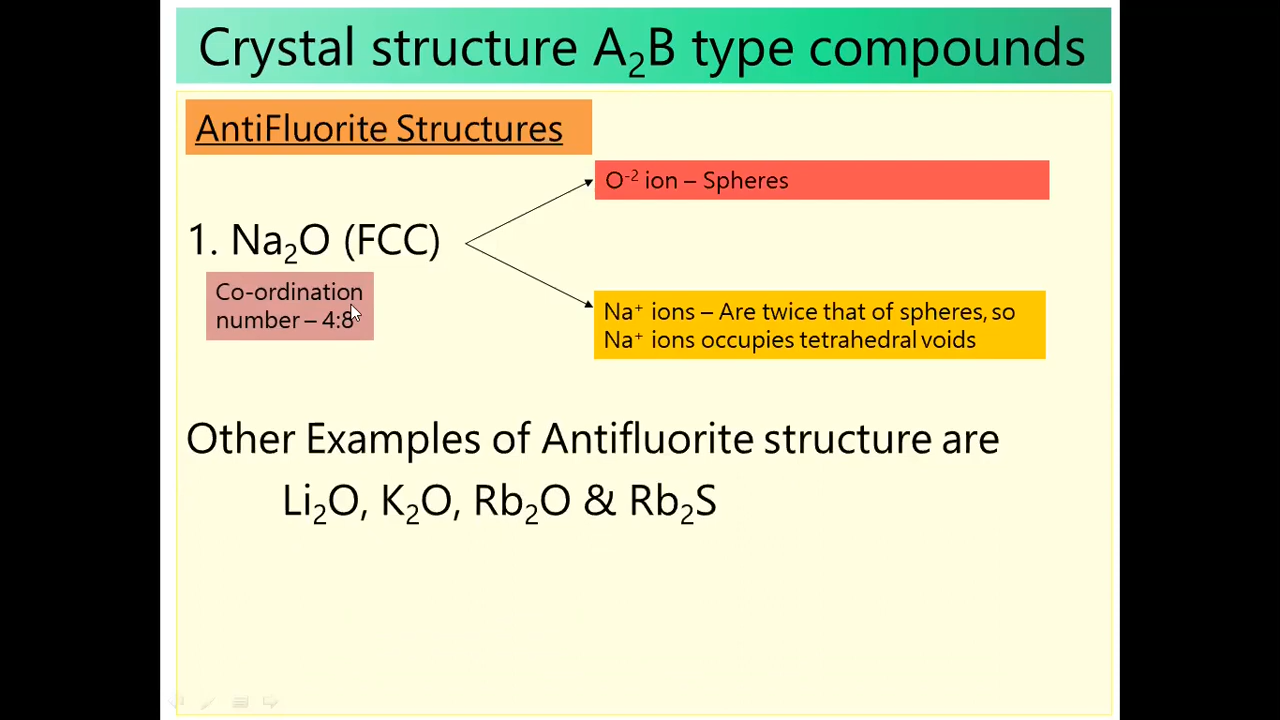 Crystal structure A₂B type compounds
AntiFluorite Structures
O⁻² ion – Spheres
1. Na₂O (FCC)
Co-ordination
number – 4:8
Na⁺ ions – Are twice that of spheres, so
Na⁺ ions occupies tetrahedral voids
Other Examples of Antifluorite structure are
Li₂O, K₂O, Rb₂O & Rb₂S